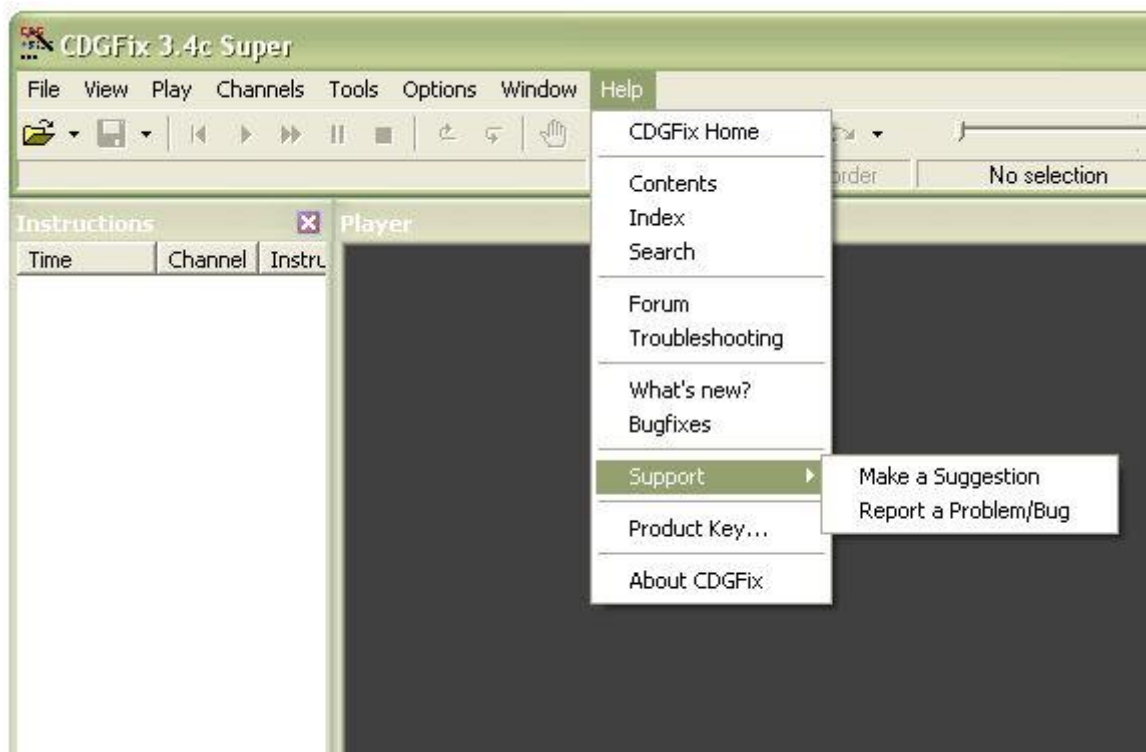 CDGFix 3.4c Super
File View Play Channels Tools Options Window Help
CDGFix Home
No selection
Contents
Index
Search
Instructions
Player
Time Channel
Forum
Troubleshooting
What's new?
Bugfixes
Support
Make a Suggestion
Report a Problem/Bug
Product Key...
About CDGFix